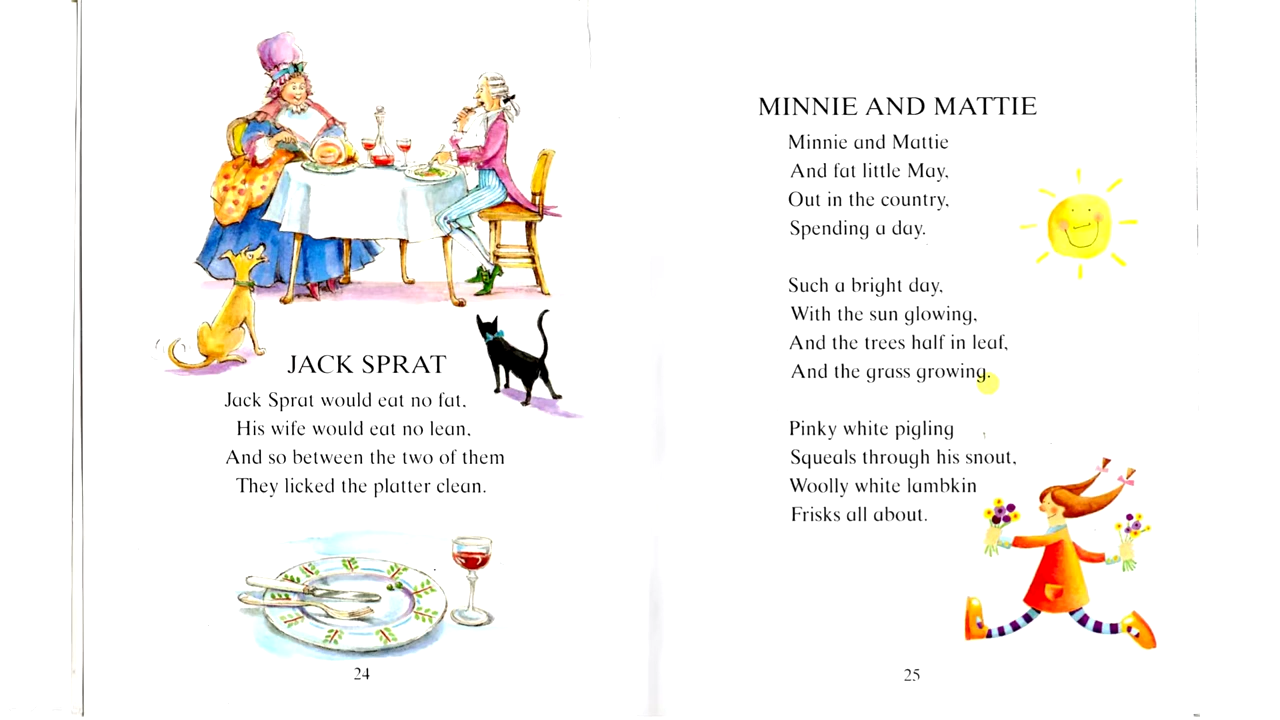 JACK SPRAT
Jack Sprat would eat no fat,
His wife would eat no lean,
And so between the two of them
They licked the platter clean.
24
MINNIE AND MATTIE
Minnie and Mattie
And fat little May,
Out in the country,
Spending a day.
Such a bright day,
With the sun glowing,
And the trees half in leaf,
And the grass growing.
Pinky white pigling
Squeals through his snout,
Woolly white lambkin
Frisks all about.
25